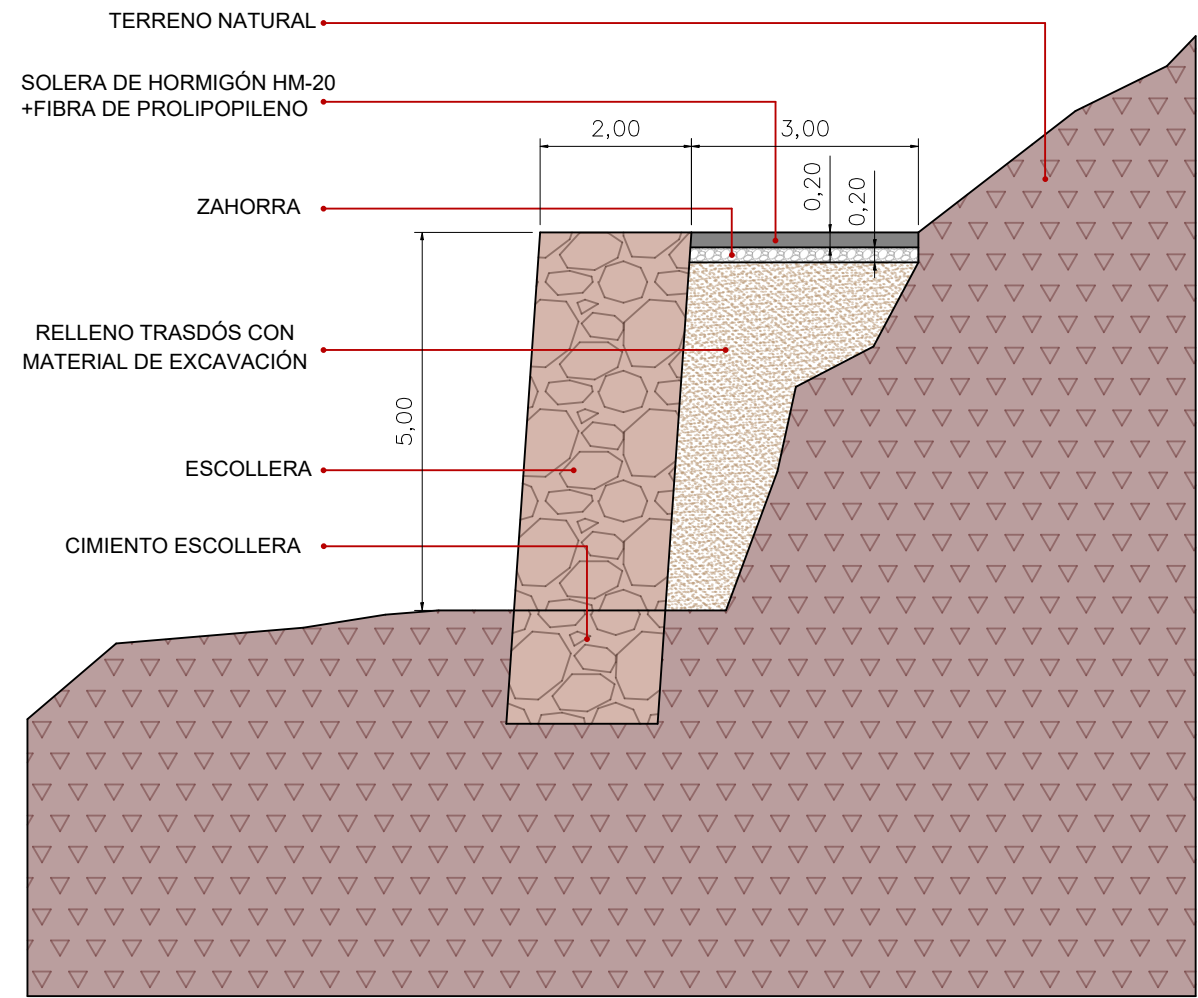 TERRENO NATURAL
SOLERA DE HORMIGÓN HM-20
+FIBRA DE PROLIPOPILENO
2,00
3,00
0,20
0,20
ZAHORRA
RELLENO TRASDÓS CON
MATERIAL DE EXCAVACIÓN
5,00
ESCOLLERA
CIMIENTO ESCOLLERA